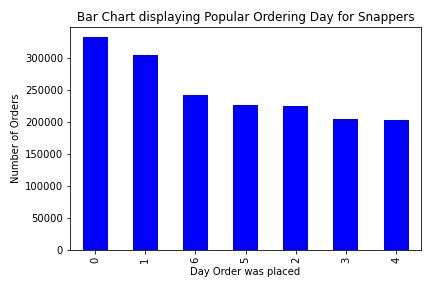 Bar Chart displaying Popular Ordering Day for Snappers
Number of Orders
300000
250000
200000
150000
100000
50000
0
0 1 6 5 2 3 4
Day Order was placed